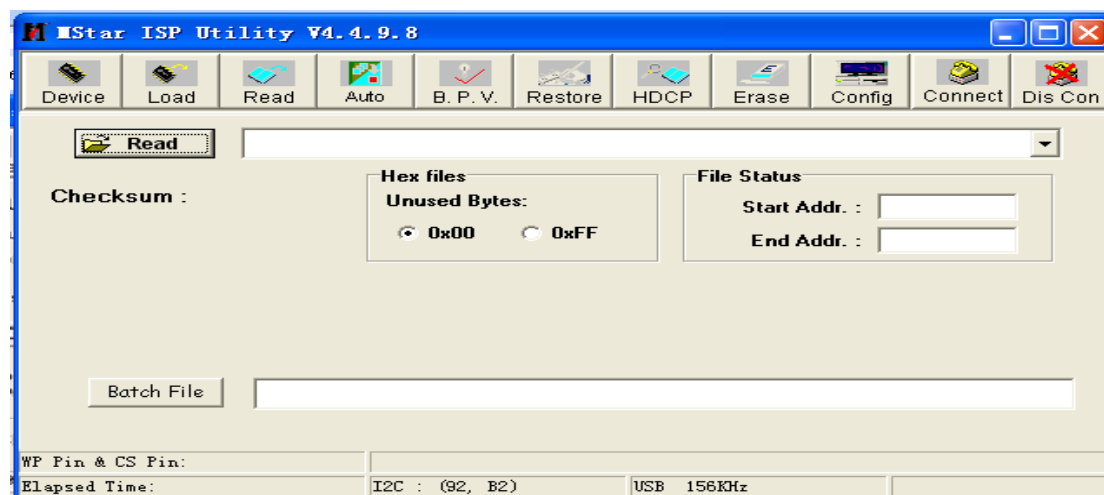 MStar ISP Utility V4.4.9.8
Device Load Read Auto B.P.V. Restore HDCP Erase Config Connect Dis Con
Read
Checksum :
Hex files
Unused Bytes:
0x00 0xFF
File Status
Start Addr. :
End Addr. :
Batch File
WP Pin & CS Pin:
Elapsed Time: I2C : (92, B2) USB 156KHz